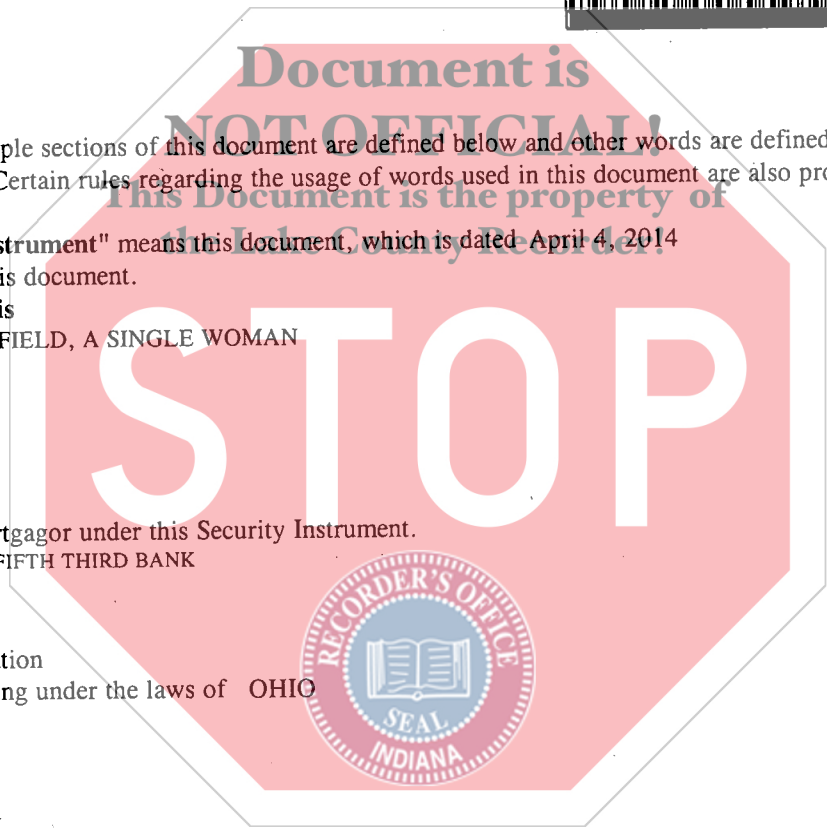 Document is
NOT OFFICIAL!
ple sections of this document are defined below and other words are defined
Certain rules regarding the usage of words used in this document are also pro
This Document is the property of
the Lake County Recorder!
strument" means this document, which is dated April 4, 2014
is document.
is
FIELD, A SINGLE WOMAN
STOP
rtgagor under this Security Instrument.
FIFTH THIRD BANK
RECORDER'S OFFICE
tion
ng under the laws of OHIO
SEAL
INDIANA